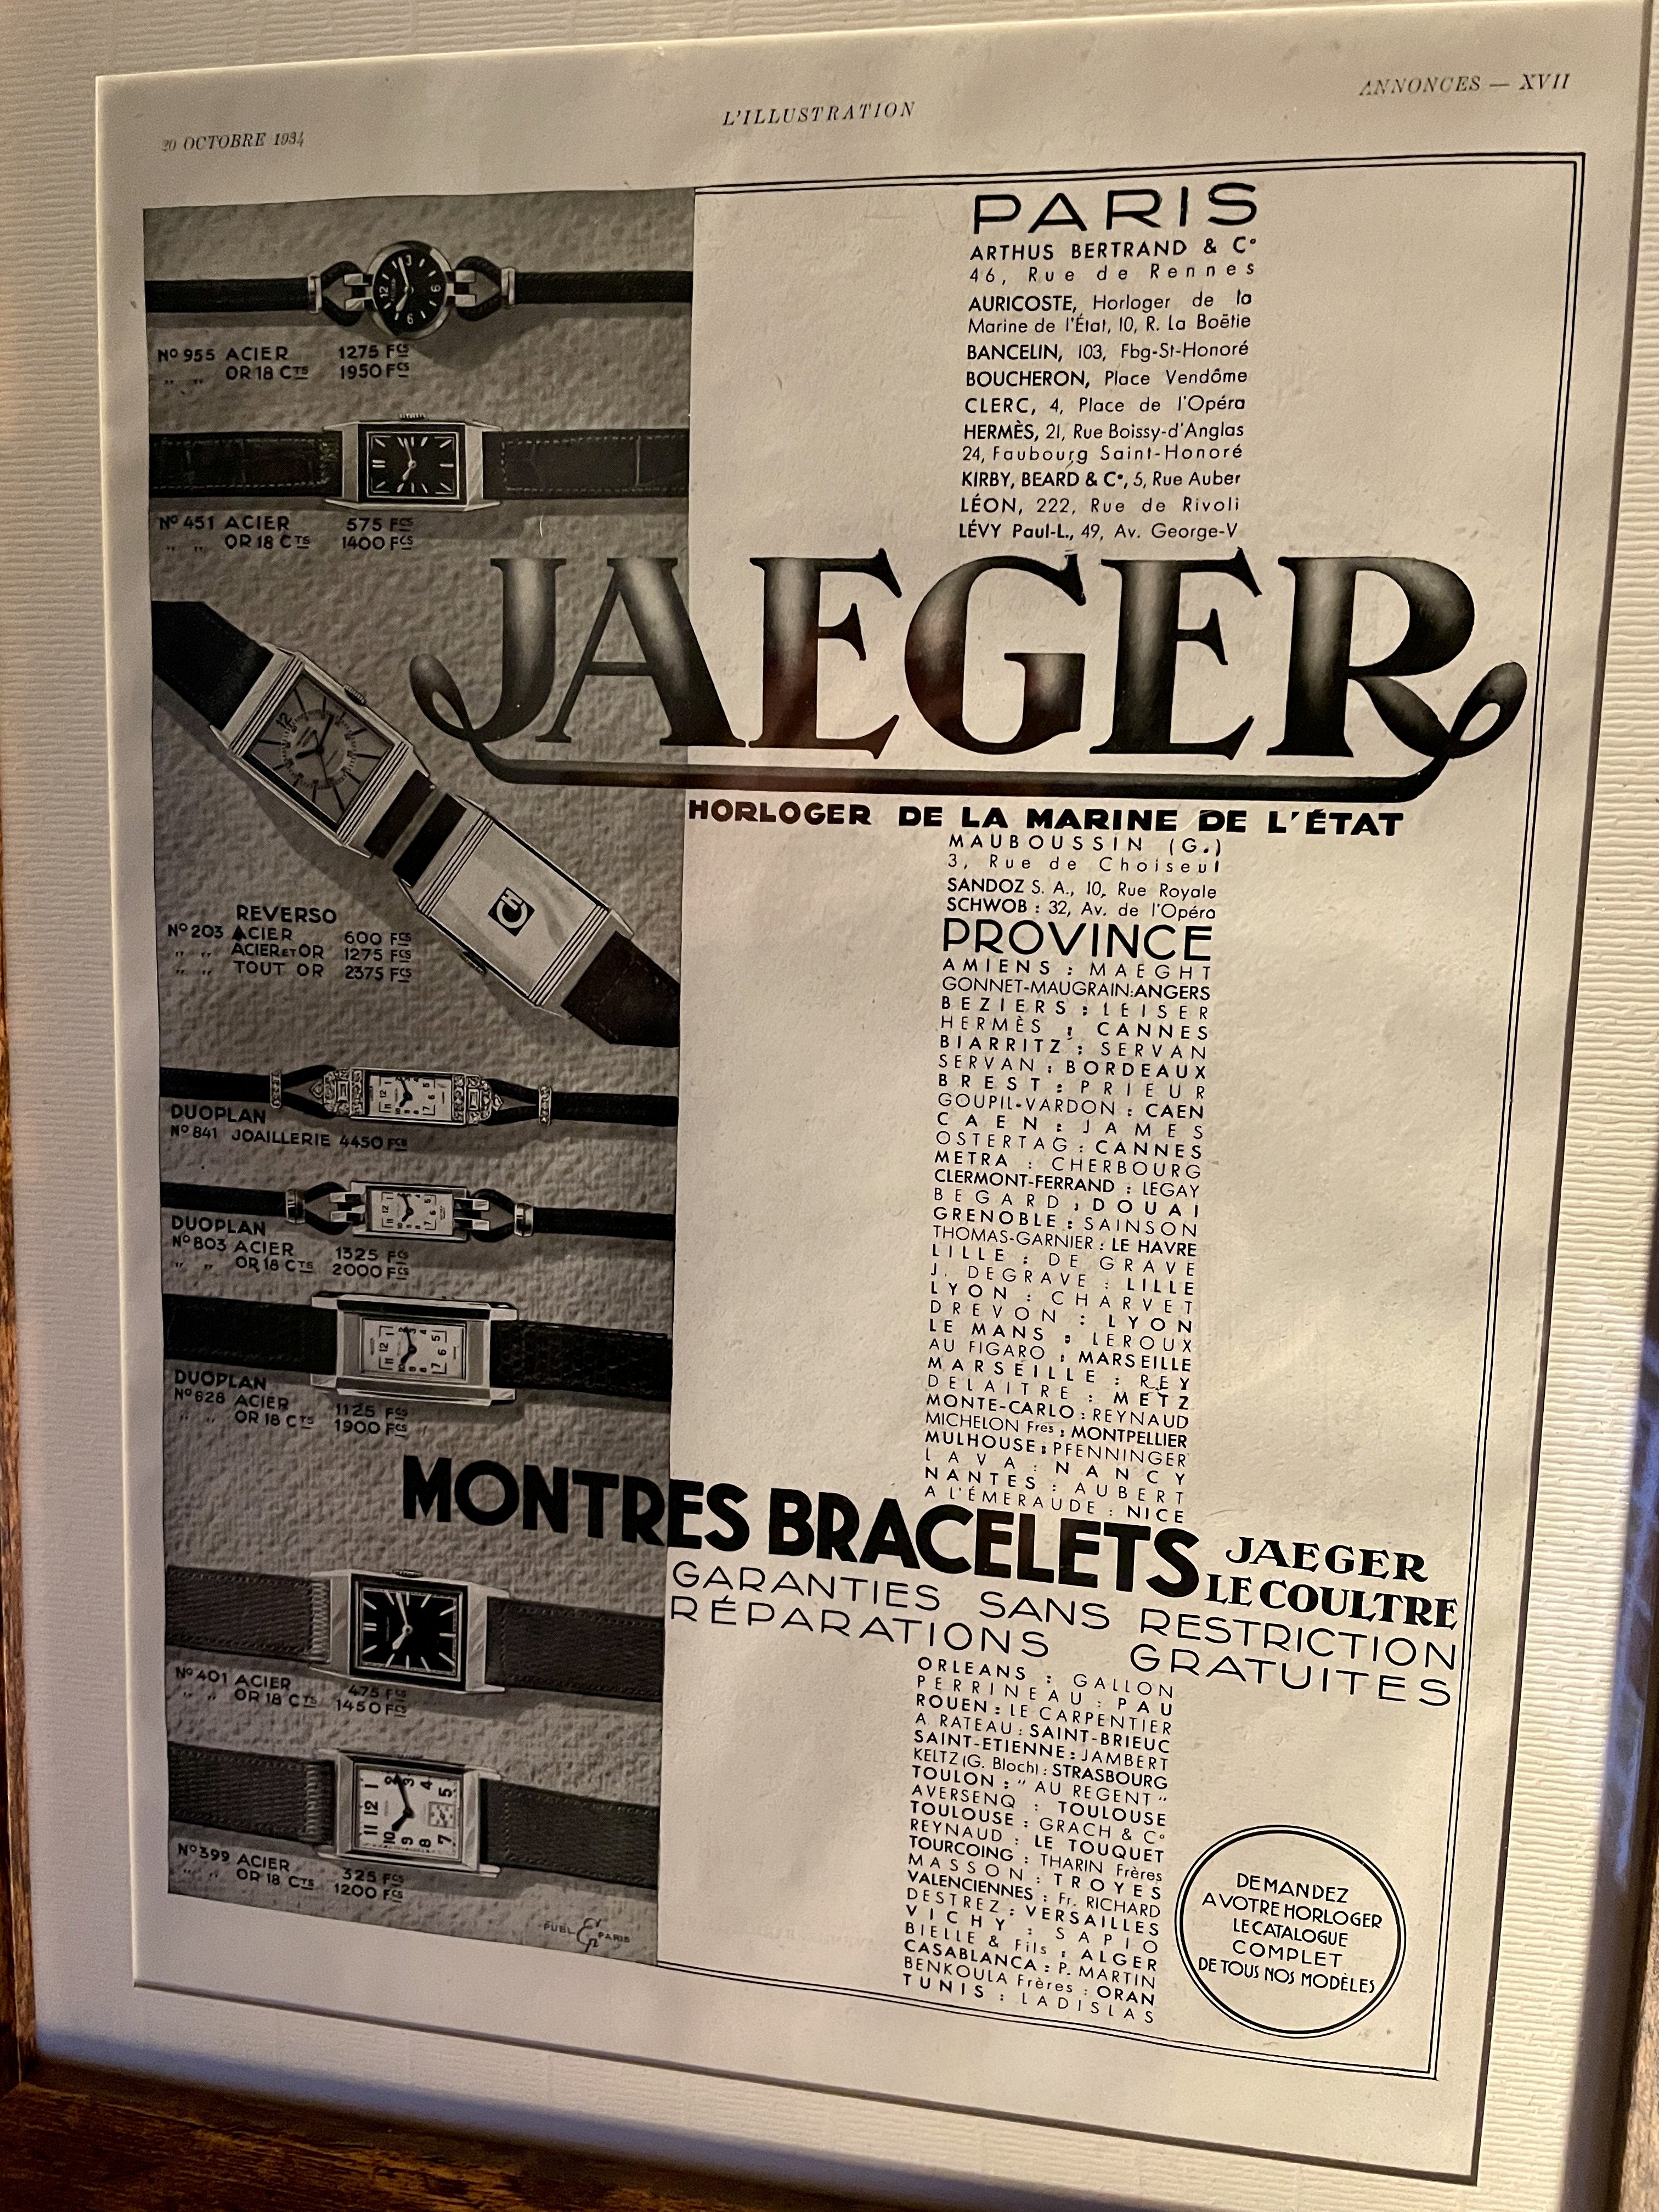 20 OCTOBRE 1934
L'ILLUSTRATION
ANNONCES — XVII
Nº 955 ACIER 1275 FCS
" " OR 18 CTS 1950 FCS
Nº 451 ACIER 575 FCS
" " OR 18 CTS 1400 FCS
REVERSO
Nº 203 ACIER 600 FCS
" " ACIER ET OR 1275 FCS
" " TOUT OR 2375 FCS
DUOPLAN
Nº 841 JOAILLERIE 4450 FCS
DUOPLAN
Nº 803 ACIER 1325 FCS
" " OR 18 CTS 2000 FCS
DUOPLAN
Nº 628 ACIER 1125 FCS
" " OR 18 CTS 1900 FCS
Nº 401 ACIER 475 FCS
" " OR 18 CTS 1450 FCS
Nº 399 ACIER 325 FCS
" " OR 18 CTS 1200 FCS
PUBL. PARIS
PARIS
ARTHUS BERTRAND & Cº
46, Rue de Rennes
AURICOSTE, Horloger de la
Marine de l'État, 10, R. La Boëtie
BANCELIN, 103, Fbg-St-Honoré
BOUCHERON, Place Vendôme
CLERC, 4, Place de l'Opéra
HERMÈS, 21, Rue Boissy-d'Anglas
24, Faubourg Saint-Honoré
KIRBY, BEARD & Cº, 5, Rue Auber
LÉON, 222, Rue de Rivoli
LÉVY Paul-L., 49, Av. George-V
JAEGER
HORLOGER DE LA MARINE DE L'ÉTAT
MAUBOUSSIN (G.)
3, Rue de Choiseul
SANDOZ S. A., 10, Rue Royale
SCHWOB : 32, Av. de l'Opéra
PROVINCE
AMIENS : MAEGHT
GONNET-MAUGRAIN : ANGERS
BEZIERS : LEISER
HERMÈS : CANNES
BIARRITZ : SERVAN
SERVAN : BORDEAUX
BREST : PRIEUR
GOUPIL-VARDON : CAEN
CAEN : JAMES
OSTERTAG : CANNES
METRA : CHERBOURG
CLERMONT-FERRAND : LEGAY
BEGARD : DOUAI
GRENOBLE : SAINSON
THOMAS-GARNIER : LE HAVRE
LILLE : DE GRAVE
J. DEGRAVE : LILLE
LYON : CHARVET
DREVON : LYON
LE MANS : LEROUX
AU FIGARO : MARSEILLE
MARSEILLE : REY
DELAITRE : METZ
MONTE-CARLO : REYNAUD
MICHELON Fres : MONTPELLIER
MULHOUSE : PFENNINGER
LAVA : NANCY
NANTES : AUBERT
A L'ÉMERAUDE : NICE
MONTRES BRACELETS JAEGER
LE COULTRE
GARANTIES SANS RESTRICTION
RÉPARATIONS GRATUITES
ORLEANS : GALLON
PERRINEAU : PAU
ROUEN : LE CARPENTIER
A RATEAU : SAINT-BRIEUC
SAINT-ETIENNE : JAMBERT
KELTZ (G. Bloch) : STRASBOURG
TOULON : "AU REGENT"
AVERSENQ : TOULOUSE
TOULOUSE : GRACH & Cº
REYNAUD : LE TOUQUET
TOURCOING : THARIN Frères
MASSON : TROYES
VALENCIENNES : Fr. RICHARD
DESTREZ : VERSAILLES
VICHY : SAPIO
BIELLE & Fils : ALGER
CASABLANCA : P. MARTIN
BENKOULA Frères : ORAN
TUNIS : LADISLAS
DEMANDEZ
A VOTRE HORLOGER
LE CATALOGUE
COMPLET
DE TOUS NOS MODÈLES